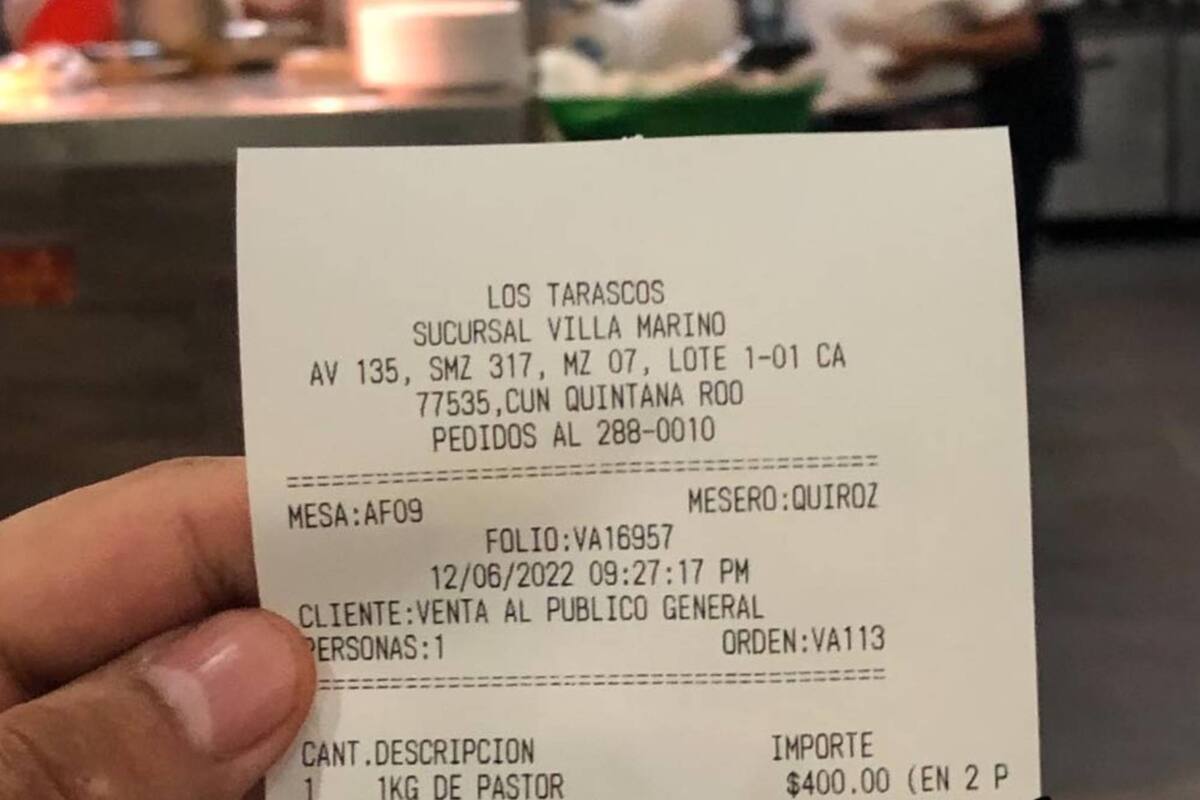 LOS TARASCOS
SUCURSAL VILLA MARINO
AV 135, SMZ 317, MZ 07, LOTE 1-01 CA
77535,CUN QUINTANA ROO
PEDIDOS AL 288-0010
MESA:AF09 MESERO:QUIROZ
FOLIO:VA16957
12/06/2022 09:27:17 PM
CLIENTE:VENTA AL PUBLICO GENERAL
PERSONAS:1 ORDEN:VA113
CANT.DESCRIPCION IMPORTE
1 1KG DE PASTOR $400.00 (EN 2 P